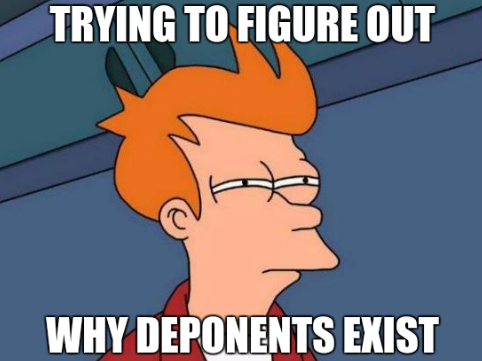 TRYING TO FIGURE OUT
WHY DEPONENTS EXIST